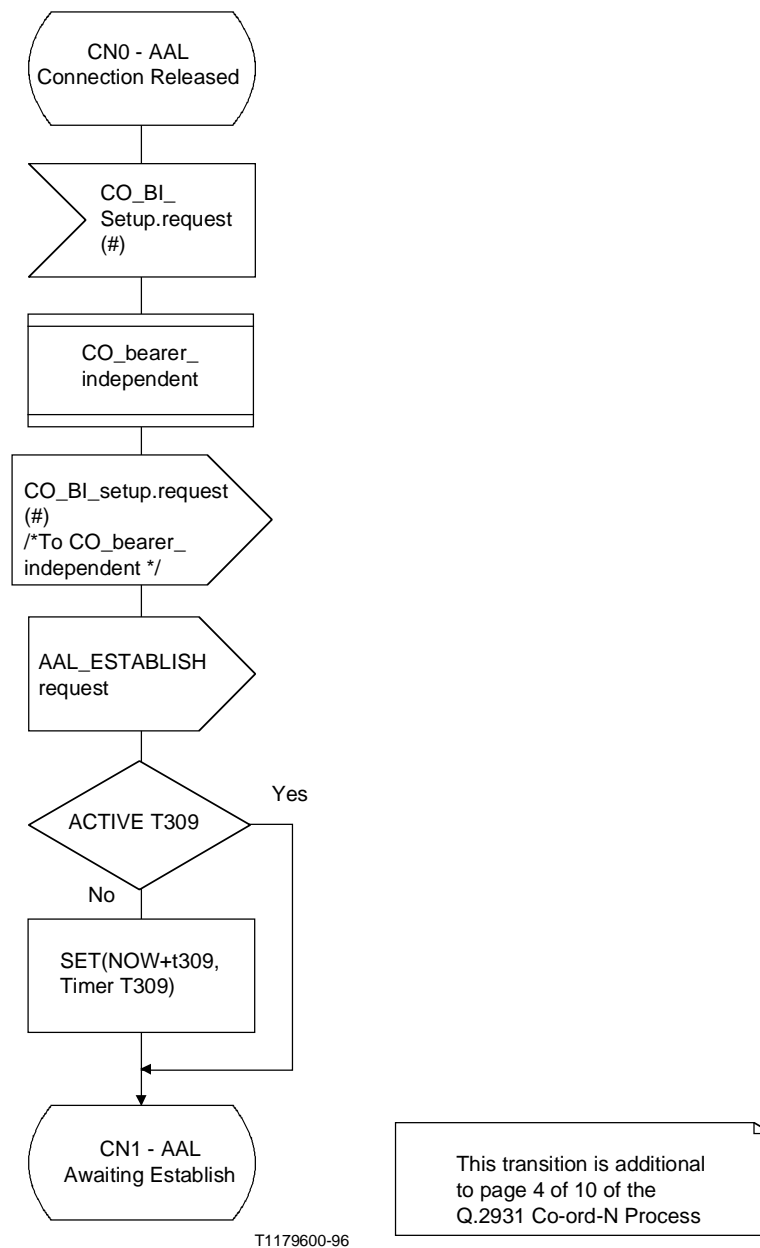 CN0 - AAL
Connection Released
CO_BI_
Setup.request
(#)
CO_bearer_
independent
CO_BI_setup.request
(#)
/*To CO_bearer_
independent */
AAL_ESTABLISH
request
ACTIVE T309
Yes
No
SET(NOW+t309,
Timer T309)
CN1 - AAL
Awaiting Establish
This transition is additional
to page 4 of 10 of the
Q.2931 Co-ord-N Process
T1179600-96